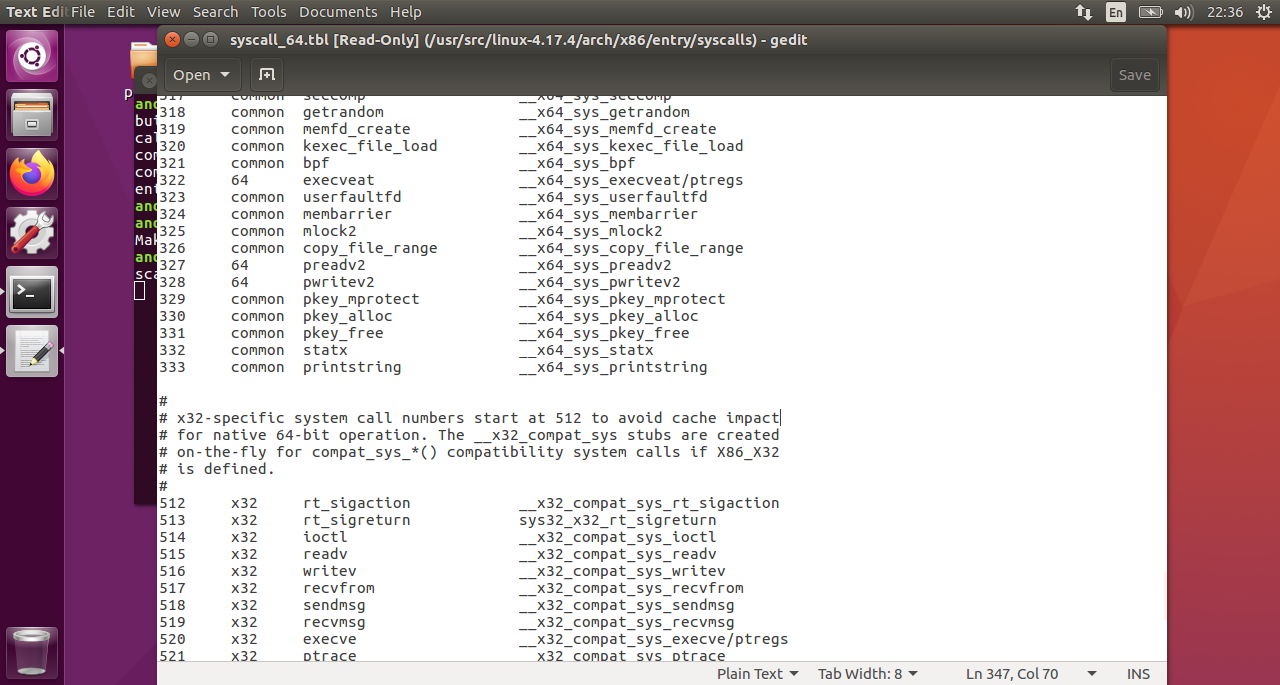 Text Edi File Edit View Search Tools Documents Help En 22:36
syscall_64.tbl [Read-Only] (/usr/src/linux-4.17.4/arch/x86/entry/syscalls) - gedit
Open Save
317 common seccomp __x64_sys_seccomp
318 common getrandom __x64_sys_getrandom
319 common memfd_create __x64_sys_memfd_create
320 common kexec_file_load __x64_sys_kexec_file_load
321 common bpf __x64_sys_bpf
322 64 execveat __x64_sys_execveat/ptregs
323 common userfaultfd __x64_sys_userfaultfd
324 common membarrier __x64_sys_membarrier
325 common mlock2 __x64_sys_mlock2
326 common copy_file_range __x64_sys_copy_file_range
327 64 preadv2 __x64_sys_preadv2
328 64 pwritev2 __x64_sys_pwritev2
329 common pkey_mprotect __x64_sys_pkey_mprotect
330 common pkey_alloc __x64_sys_pkey_alloc
331 common pkey_free __x64_sys_pkey_free
332 common statx __x64_sys_statx
333 common printstring __x64_sys_printstring
#
# x32-specific system call numbers start at 512 to avoid cache impact
# for native 64-bit operation. The __x32_compat_sys stubs are created
# on-the-fly for compat_sys_*() compatibility system calls if X86_X32
# is defined.
#
512 x32 rt_sigaction __x32_compat_sys_rt_sigaction
513 x32 rt_sigreturn sys32_x32_rt_sigreturn
514 x32 ioctl __x32_compat_sys_ioctl
515 x32 readv __x32_compat_sys_readv
516 x32 writev __x32_compat_sys_writev
517 x32 recvfrom __x32_compat_sys_recvfrom
518 x32 sendmsg __x32_compat_sys_sendmsg
519 x32 recvmsg __x32_compat_sys_recvmsg
520 x32 execve __x32_compat_sys_execve/ptregs
521 x32 ptrace __x32_compat_sys_ptrace
Plain Text Tab Width: 8 Ln 347, Col 70 INS